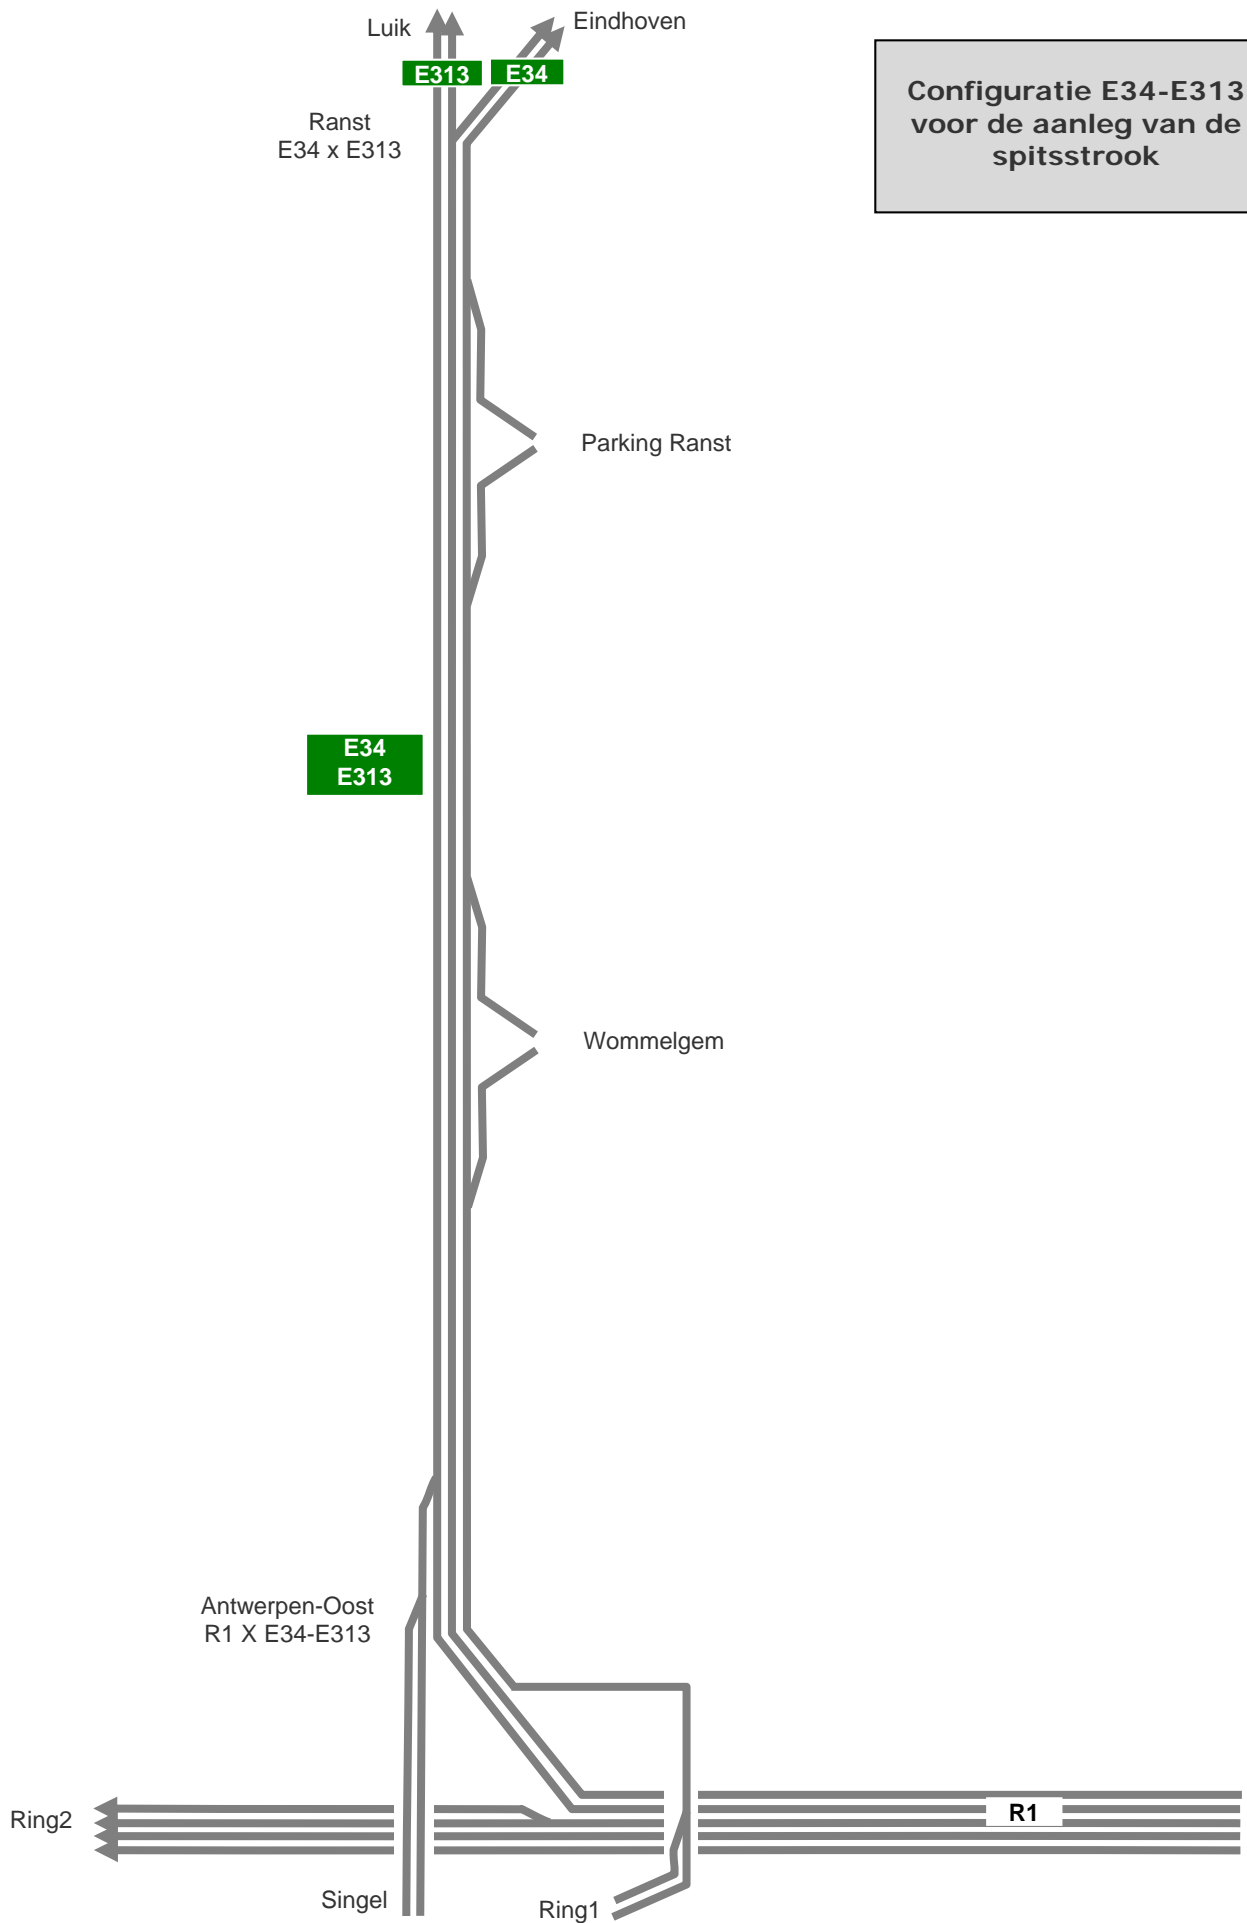 Luik
Eindhoven
E313
E34
Configuratie E34-E313
voor de aanleg van de
spitsstrook
Ranst
E34 x E313
Parking Ranst
E34
E313
Wommelgem
Antwerpen-Oost
R1 X E34-E313
R1
Ring2
Singel
Ring1